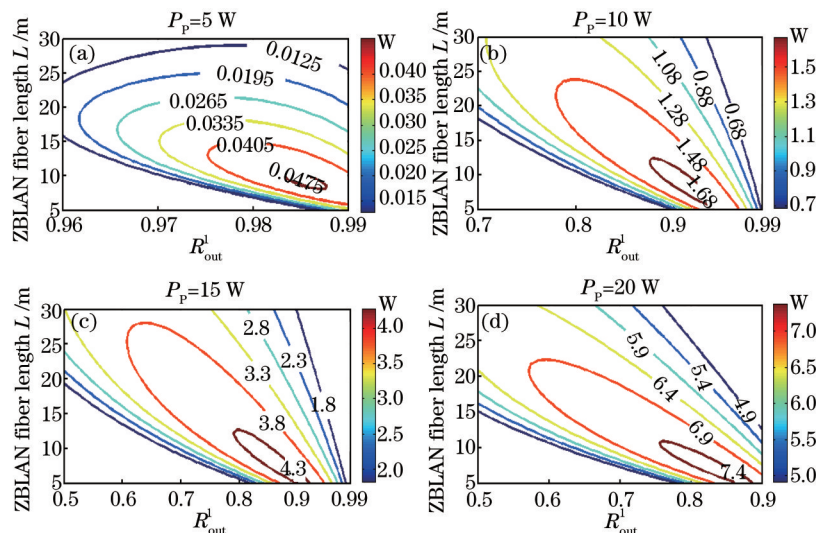 P_P=5 W
(a)
W
ZBLAN fiber length L /m
30
25
20
15
10
5
0.0125
0.0195
0.0265
0.0335
0.0405
0.0475
0.96 0.97 0.98 0.99
R^1_out
0.040
0.035
0.030
0.025
0.020
0.015
P_P=10 W
(b)
W
ZBLAN fiber length L /m
30
25
20
15
10
5
1.08
0.88
0.68
1.28
1.48
1.68
0.7 0.8 0.9 0.99
R^1_out
1.5
1.3
1.1
0.9
0.7
P_P=15 W
(c)
W
ZBLAN fiber length L /m
30
25
20
15
10
5
2.8
2.3
3.3
1.8
3.8
4.3
0.5 0.6 0.7 0.8 0.9 0.99
R^1_out
4.0
3.5
3.0
2.5
2.0
P_P=20 W
(d)
W
ZBLAN fiber length L /m
30
25
20
15
10
5
5.9
5.4
4.9
6.4
6.9
7.4
0.5 0.6 0.7 0.8 0.9
R^1_out
7.0
6.5
6.0
5.5
5.0